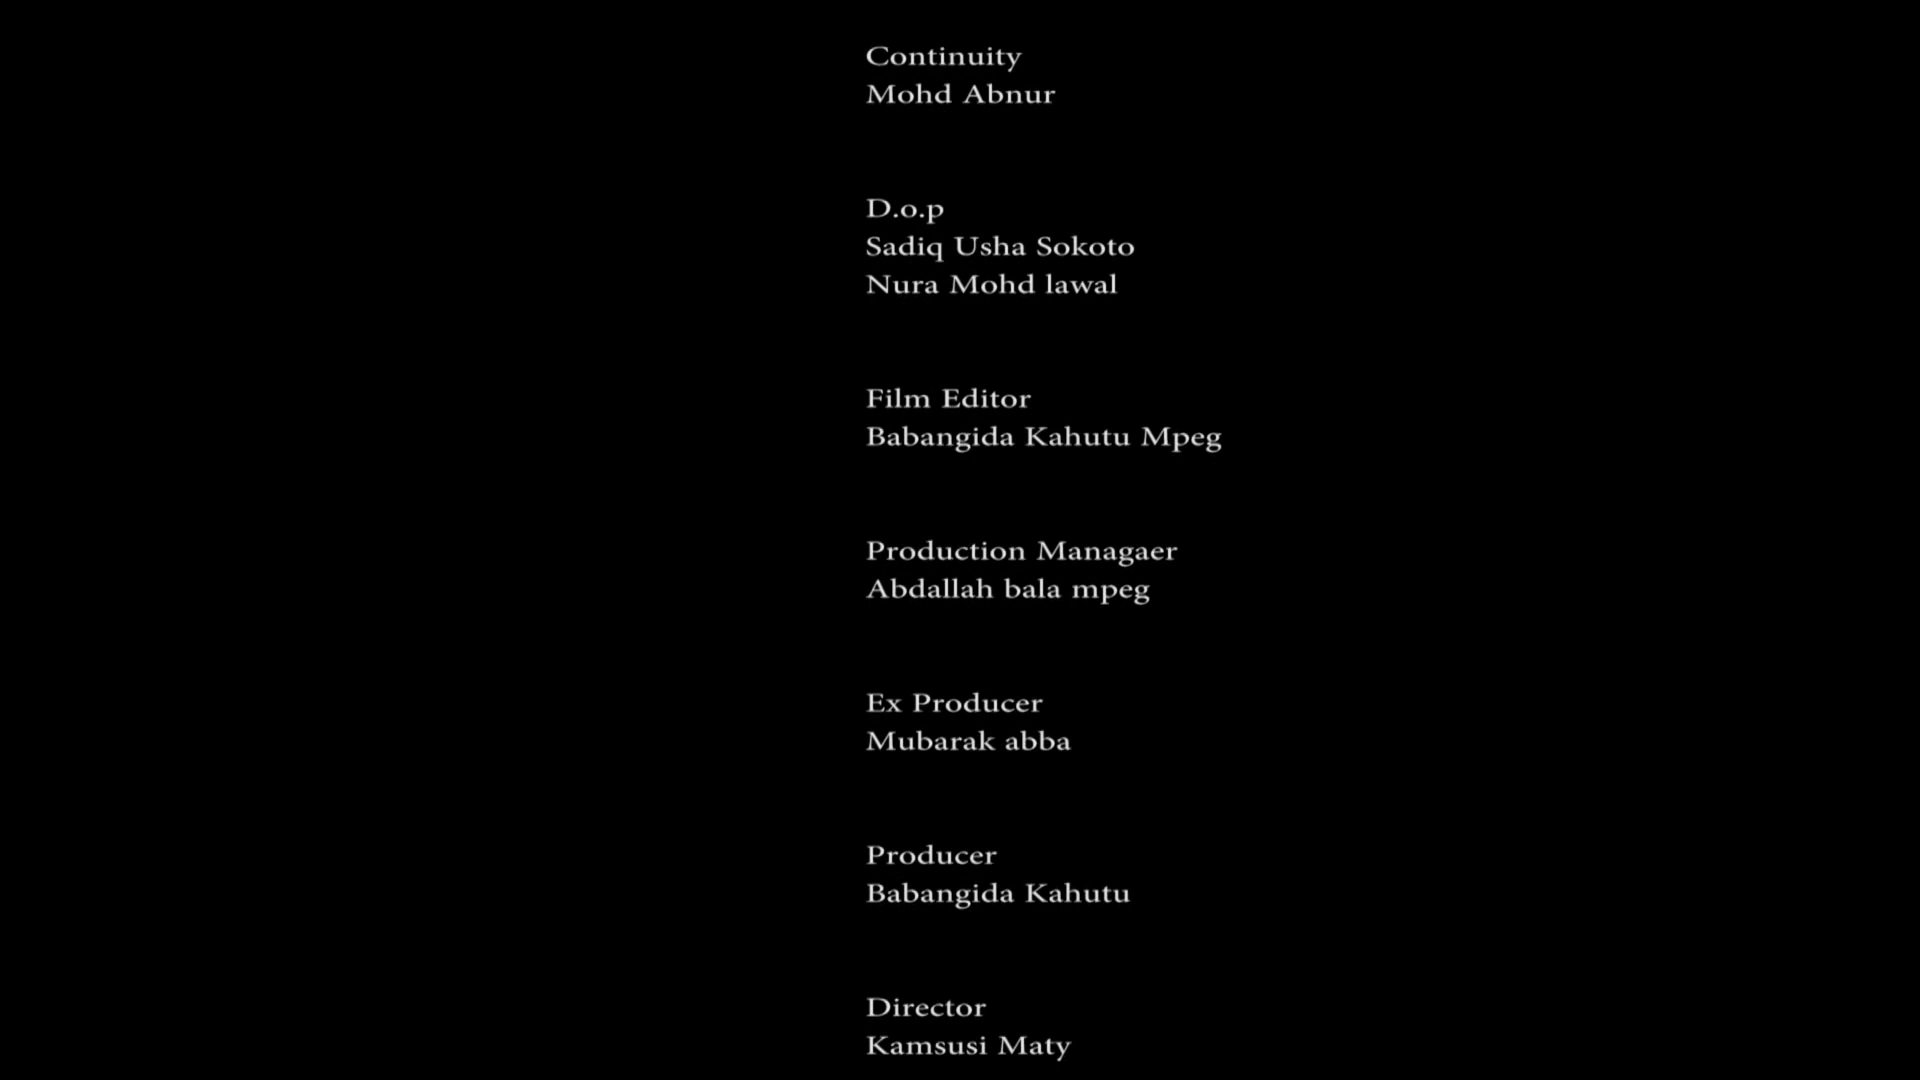 Continuity
Mohd Abnur
D.o.p
Sadiq Usha Sokoto
Nura Mohd lawal
Film Editor
Babangida Kahutu Mpeg
Production Managaer
Abdallah bala mpeg
Ex Producer
Mubarak abba
Producer
Babangida Kahutu
Director
Kamsusi Maty